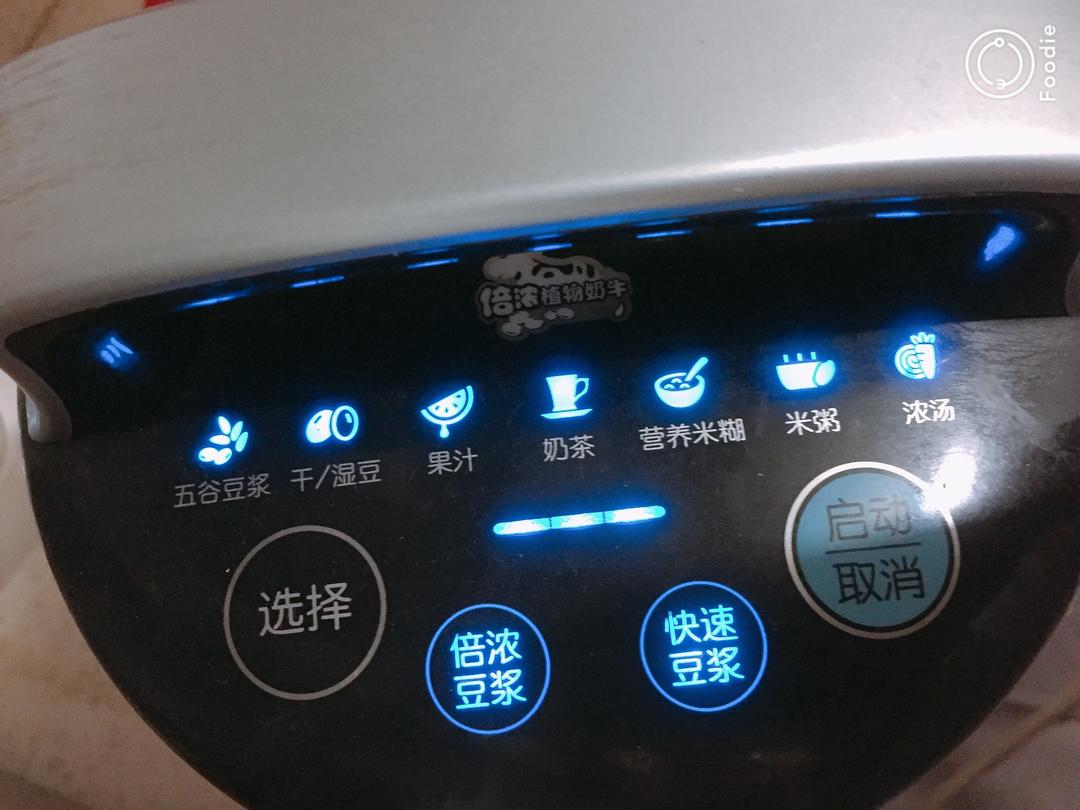 Foodie
倍浓植物奶牛
五谷豆浆
干/湿豆
果汁
奶茶
营养米糊
米粥
浓汤
选择
倍浓
豆浆
快速
豆浆
启动
取消